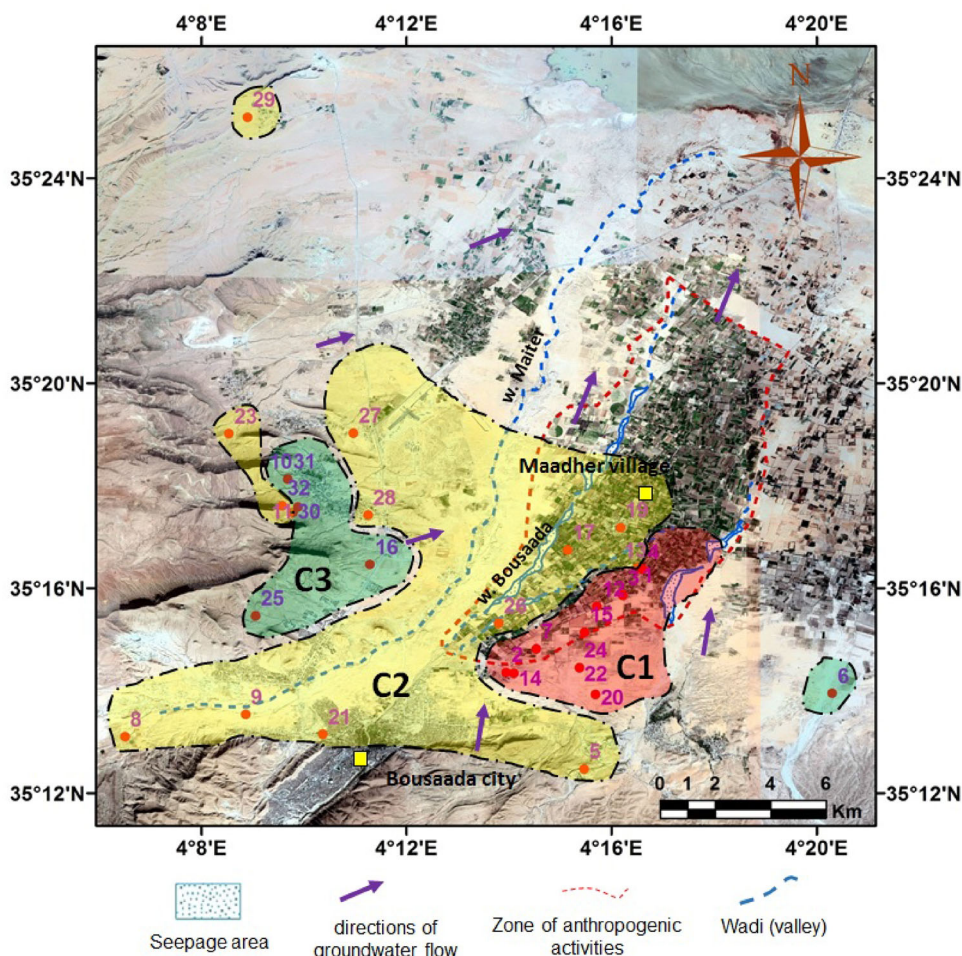 4°8'E 4°12'E 4°16'E 4°20'E
N
29
35°24'N 35°24'N
w. Maiter
35°20'N 35°20'N
23 27
Maadher village
1031
32
28
30
19
17
16
w. Bousaada
35°16'N 35°16'N
C3
25
26
15
7
24
2
C1
22
14
20
6
C2
9
8
21
5
Bousaada city
35°12'N 35°12'N
0 1 2 4 6
Km
4°8'E 4°12'E 4°16'E 4°20'E
Seepage area
directions of
groundwater flow
Zone of anthropogenic
activities
Wadi (valley)